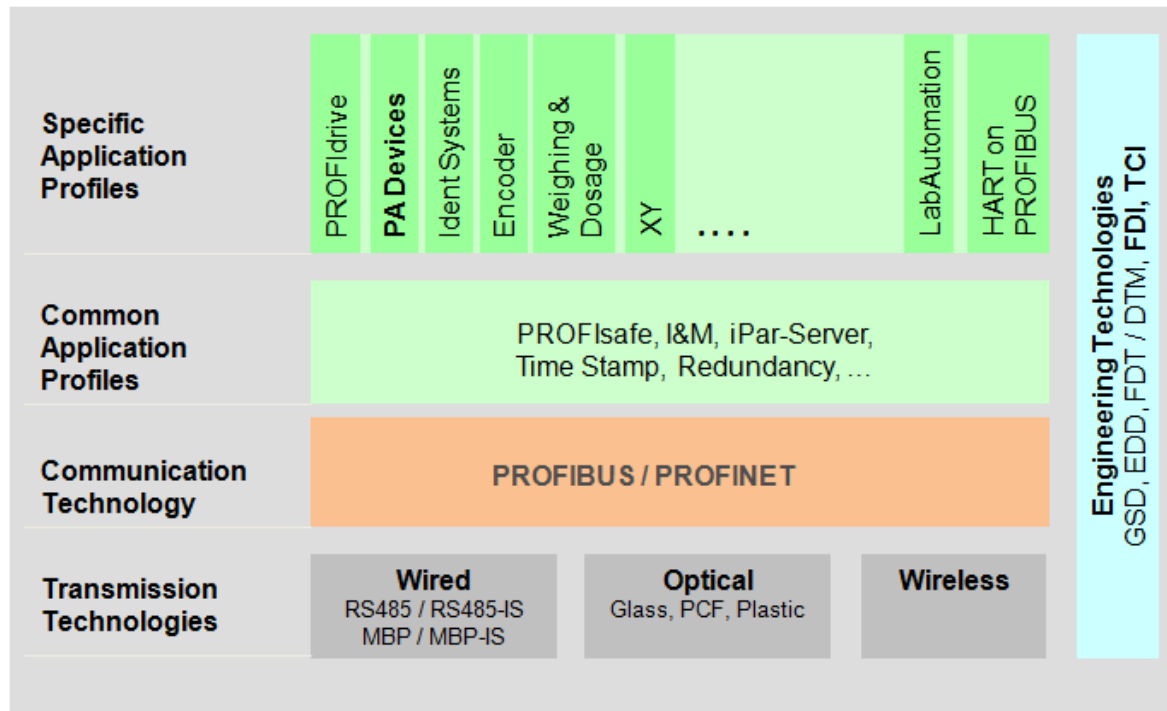 Specific
Application
Profiles
PROFIdrive
PA Devices
Ident Systems
Encoder
Weighing &
Dosage
XY
....
LabAutomation
HART on
PROFIBUS
Common
Application
Profiles
PROFIsafe, I&M, iPar-Server,
Time Stamp, Redundancy, ...
Communication
Technology
PROFIBUS / PROFINET
Transmission
Technologies
Wired
RS485 / RS485-IS
MBP / MBP-IS
Optical
Glass, PCF, Plastic
Wireless
Engineering Technologies
GSD, EDD, FDT / DTM, FDI, TCI